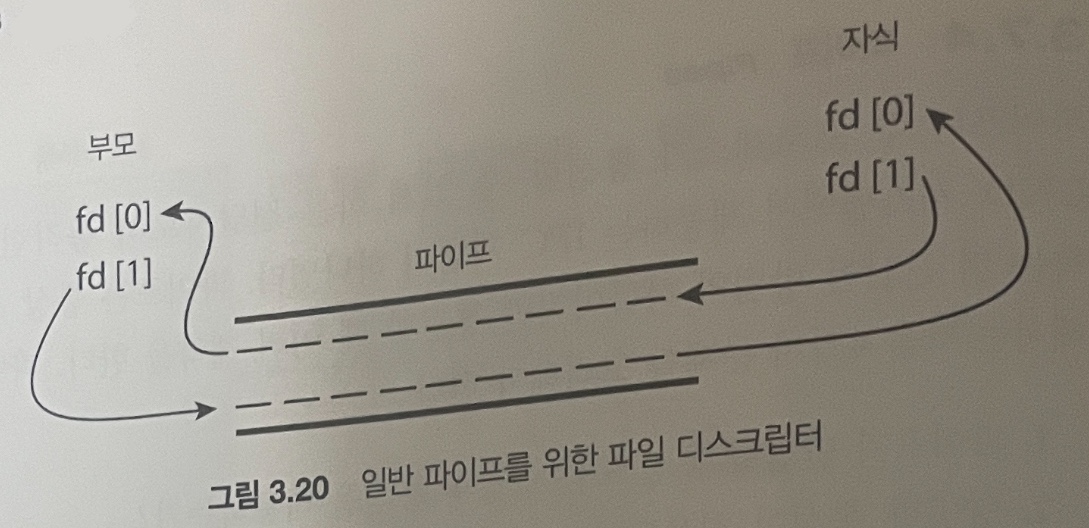 부모
fd [0]
fd [1]
파이프
자식
fd [0]
fd [1]
그림 3.20 일반 파이프를 위한 파일 디스크립터